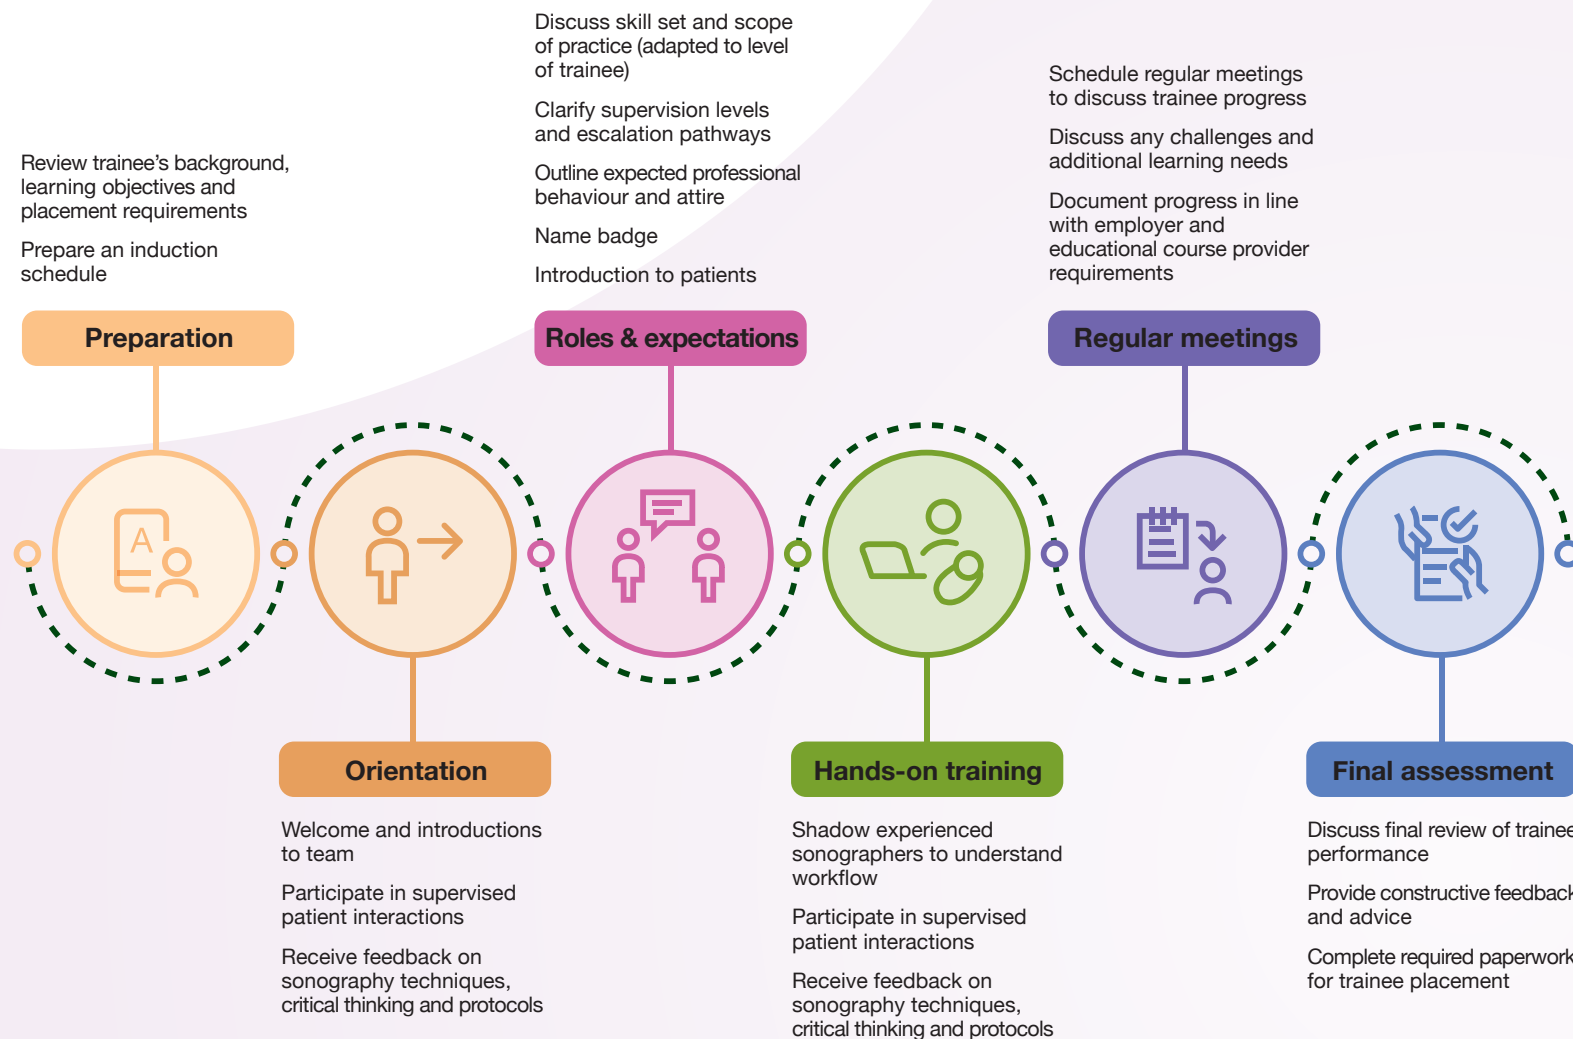 Review trainee’s background,
learning objectives and
placement requirements
Prepare an induction
schedule
Preparation
A
Welcome and introductions
to team
Participate in supervised
patient interactions
Receive feedback on
sonography techniques,
critical thinking and protocols
Orientation
Discuss skill set and scope
of practice (adapted to level
of trainee)
Clarify supervision levels
and escalation pathways
Outline expected professional
behaviour and attire
Name badge
Introduction to patients
Roles & expectations
Hands-on training
Shadow experienced
sonographers to understand
workflow
Participate in supervised
patient interactions
Receive feedback on
sonography techniques,
critical thinking and protocols
Schedule regular meetings
to discuss trainee progress
Discuss any challenges and
additional learning needs
Document progress in line
with employer and
educational course provider
requirements
Regular meetings
Final assessment
Discuss final review of trainee
performance
Provide constructive feedback
and advice
Complete required paperwork
for trainee placement